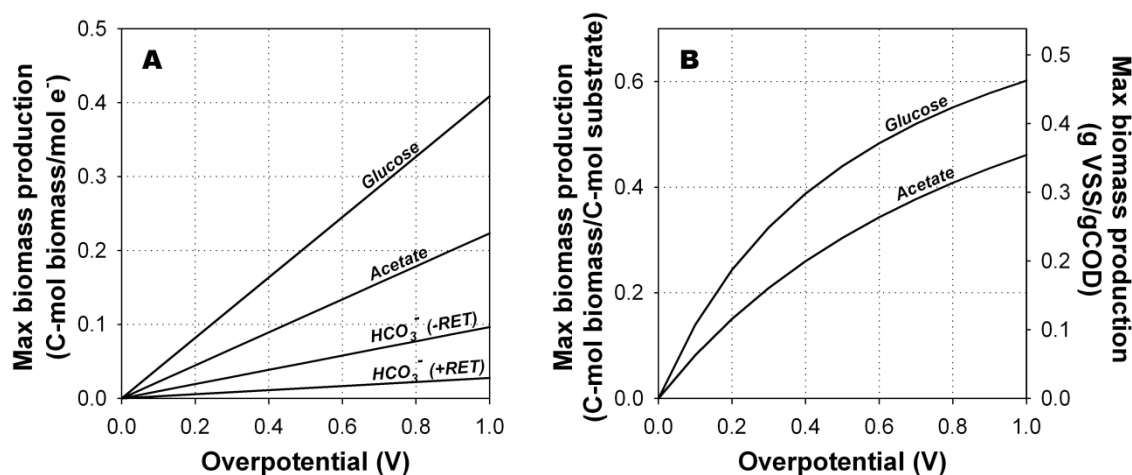 A
Max biomass production
(C-mol biomass/mol e⁻)
0.5
0.4
0.3
0.2
0.1
0.0
Glucose
Acetate
HCO₃⁻ (-RET)
HCO₃⁻ (+RET)
0.0 0.2 0.4 0.6 0.8 1.0
Overpotential (V)
B
Max biomass production
(C-mol biomass/C-mol substrate)
0.6
0.4
0.2
0.0
Glucose
Acetate
0.0 0.2 0.4 0.6 0.8 1.0
Overpotential (V)
0.5
0.4
0.3
0.2
0.1
0.0
Max biomass production
(g VSS/gCOD)